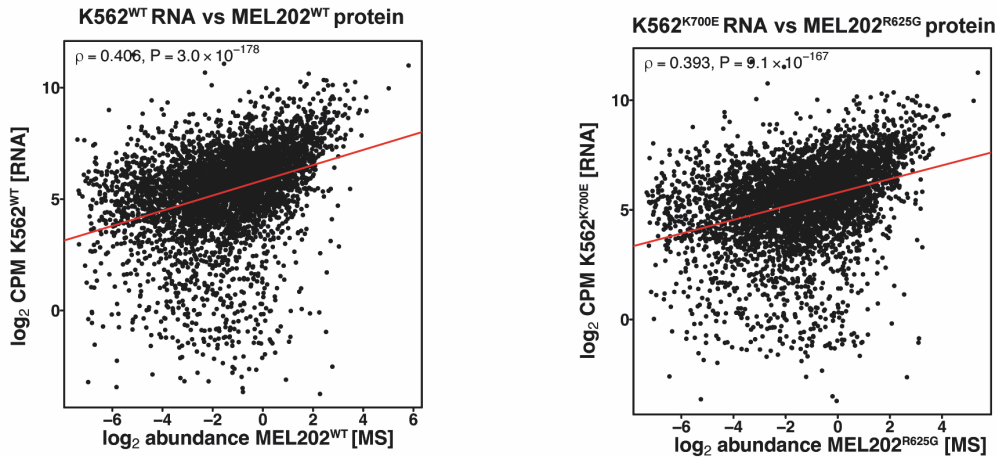 K562ᵂᵀ RNA vs MEL202ᵂᵀ protein
ρ = 0.406, P = 3.0 × 10⁻¹⁷⁸
10
5
0
log₂ CPM K562ᵂᵀ [RNA]
−6 −4 −2 0 2 4 6
log₂ abundance MEL202ᵂᵀ [MS]
K562ᴷ⁷⁰⁰ᴱ RNA vs MEL202ᴿ⁶²⁵ᴳ protein
ρ = 0.393, P = 9.1 × 10⁻¹⁶⁷
10
5
0
log₂ CPM K562ᴷ⁷⁰⁰ᴱ [RNA]
−6 −4 −2 0 2 4
log₂ abundance MEL202ᴿ⁶²⁵ᴳ [MS]